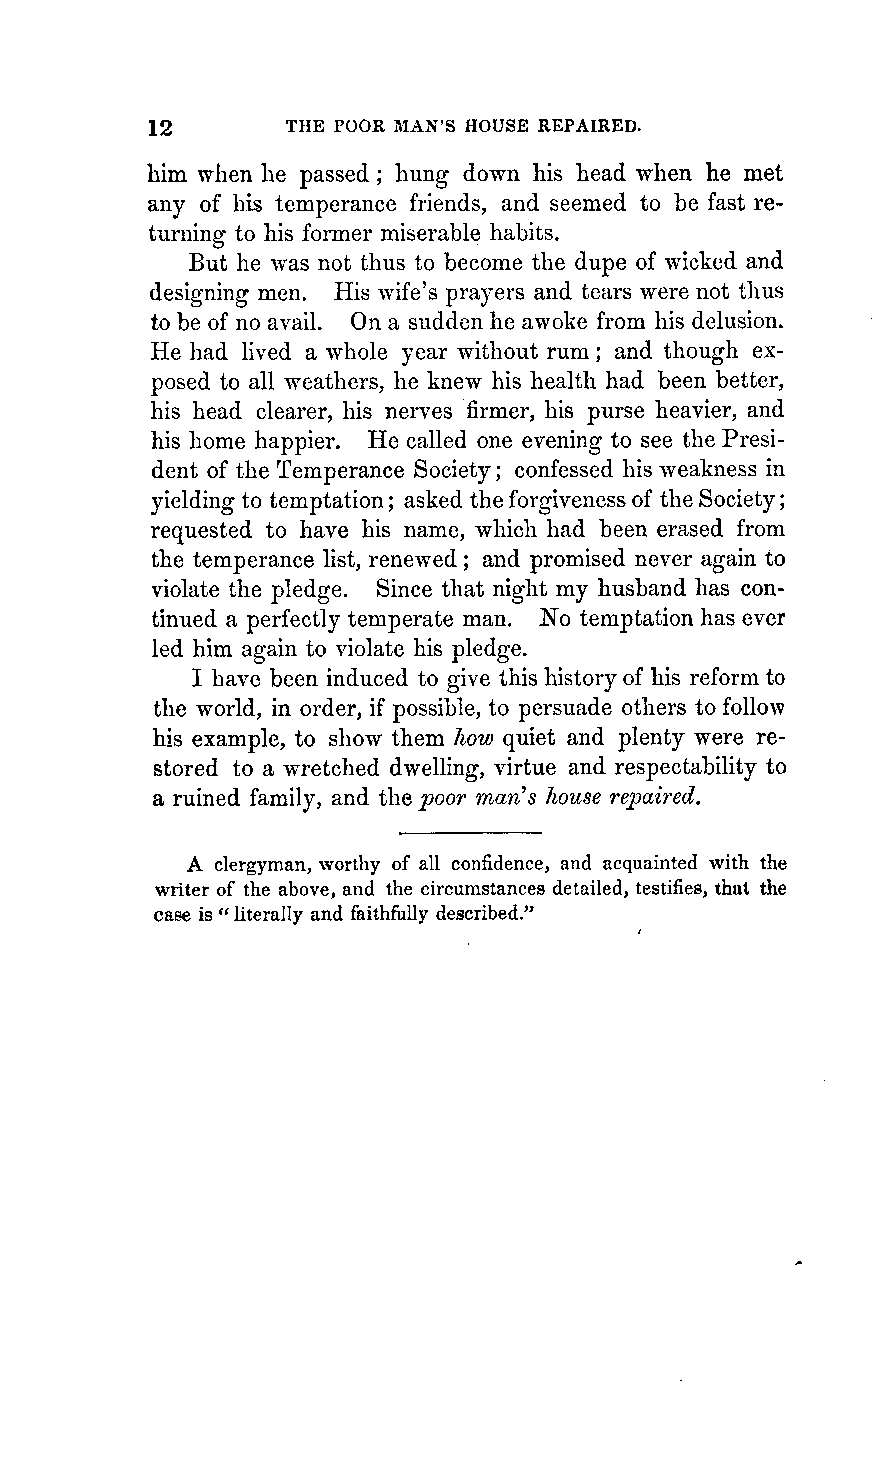 12 THE POOR MAN'S HOUSE REPAIRED.
him when he passed ; hung down his head when he met
any of his temperance friends, and seemed to be fast re-
turning to his former miserable habits.
But he was not thus to become the dupe of wicked and
designing men. His wife's prayers and tears were not thus
to be of no avail. On a sudden he awoke from his delusion.
He had lived a whole year without rum ; and though ex-
posed to all weathers, he knew his health had been better,
his head clearer, his nerves firmer, his purse heavier, and
his home happier. He called one evening to see the Presi-
dent of the Temperance Society ; confessed his weakness in
yielding to temptation ; asked the forgiveness of the Society ;
requested to have his name, which had been erased from
the temperance list, renewed ; and promised never again to
violate the pledge. Since that night my husband has con-
tinued a perfectly temperate man. No temptation has ever
led him again to violate his pledge.
I have been induced to give this history of his reform to
the world, in order, if possible, to persuade others to follow
his example, to show them how quiet and plenty were re-
stored to a wretched dwelling, virtue and respectability to
a ruined family, and the poor man's house repaired.
A clergyman, worthy of all confidence, and acquainted with the
writer of the above, and the circumstances detailed, testifies, that the
case is " literally and faithfully described."